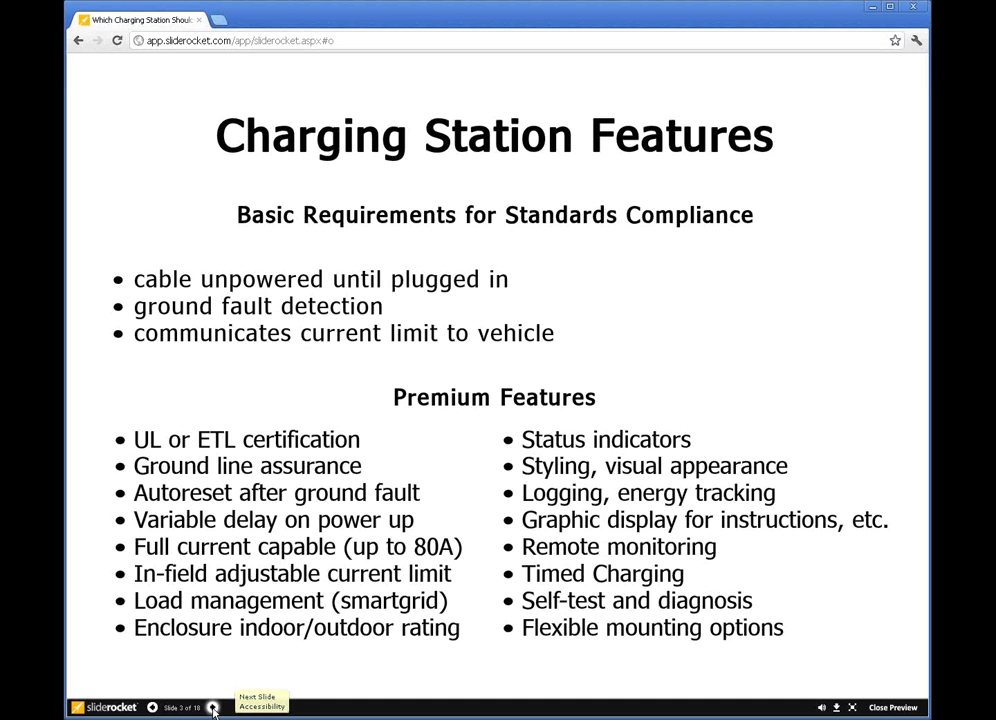 Which Charging Station Shoul
app.sliderocket.com/app/sliderocket.aspx#0
Charging Station Features
Basic Requirements for Standards Compliance
• cable unpowered until plugged in
• ground fault detection
• communicates current limit to vehicle
Premium Features
• UL or ETL certification
• Ground line assurance
• Autoreset after ground fault
• Variable delay on power up
• Full current capable (up to 80A)
• In-field adjustable current limit
• Load management (smartgrid)
• Enclosure indoor/outdoor rating
• Status indicators
• Styling, visual appearance
• Logging, energy tracking
• Graphic display for instructions, etc.
• Remote monitoring
• Timed Charging
• Self-test and diagnosis
• Flexible mounting options
Next Slide
Accessibility
sliderocket
Slide 3 of 18
Close Preview